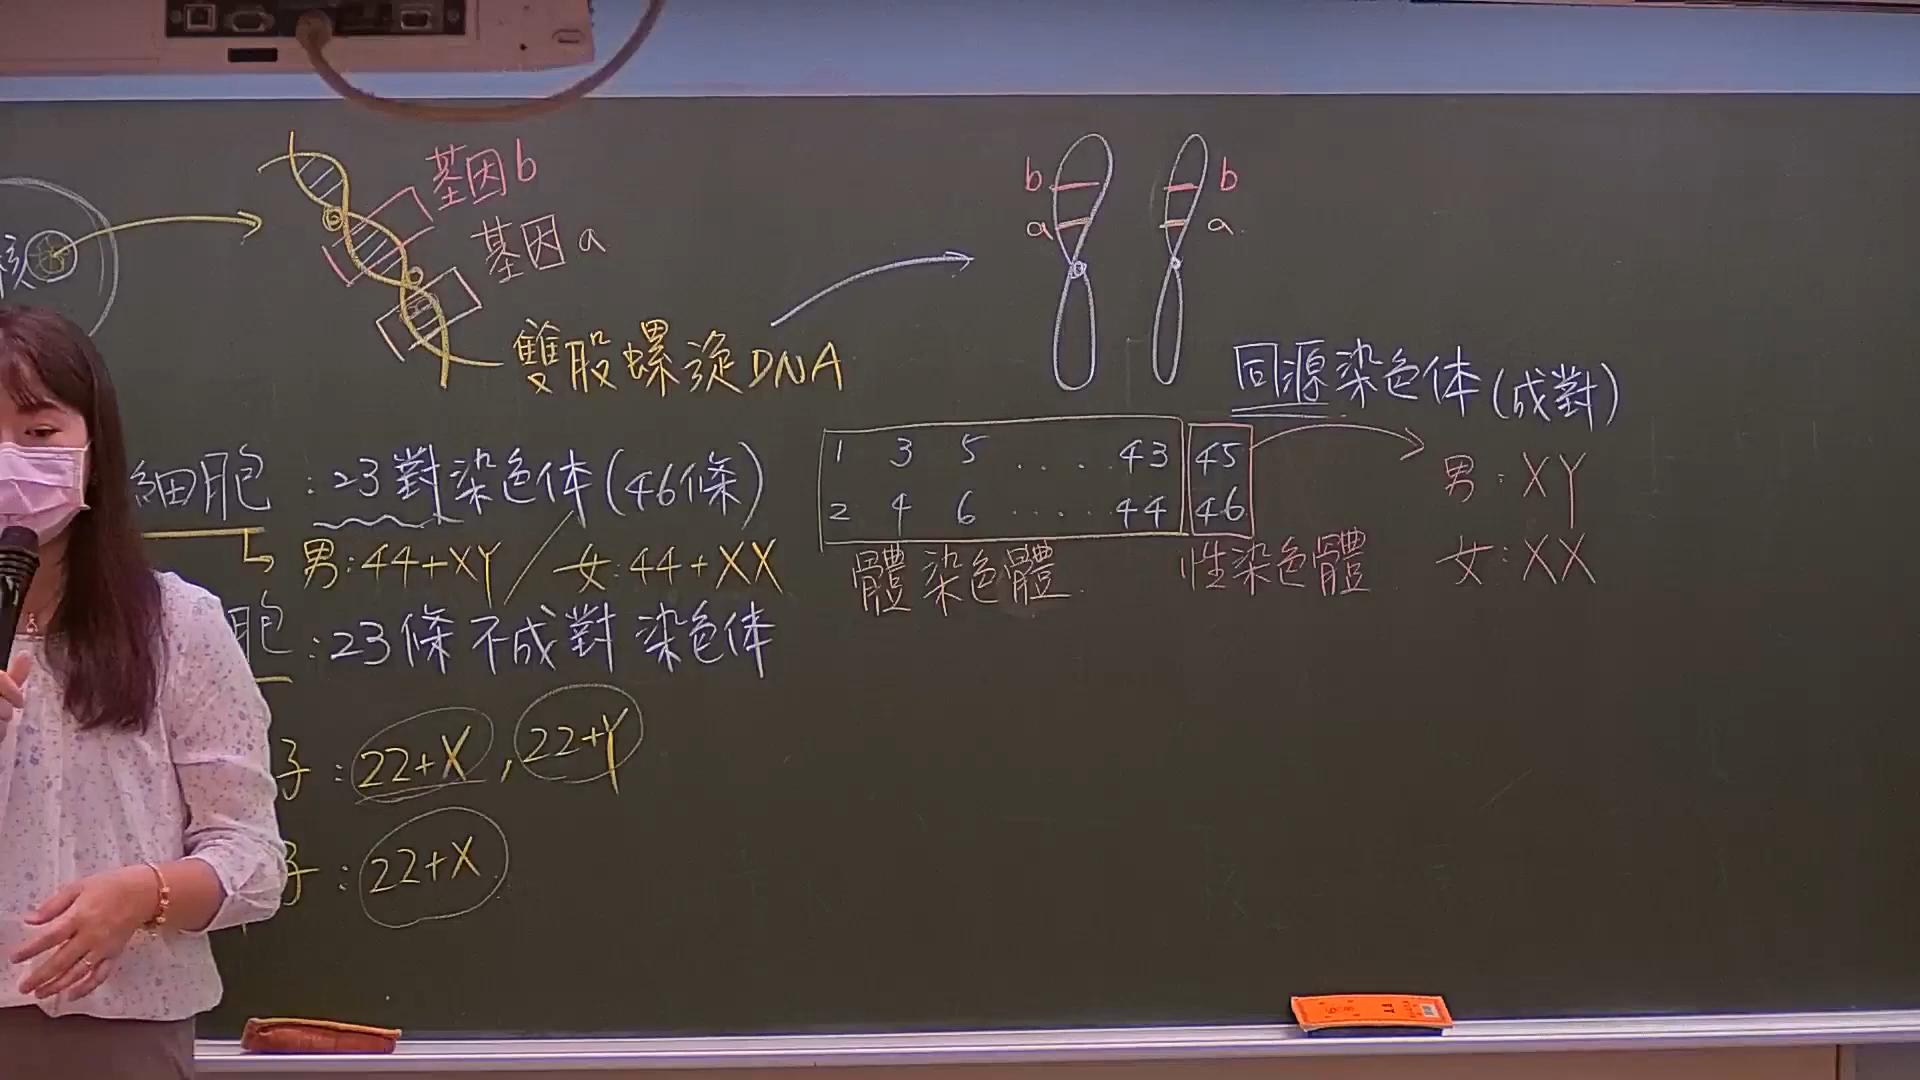 基因b
基因a
核
雙股螺旋DNA
b
b
a
a
同源染色体(成對)
細胞:23對染色体(46條)
男:44+XY/女:44+XX
胞:23條不成對染色体
子:22+X,22+Y
子:22+X
1 3 5 .... 43 45
2 4 6 ..... 44 46
體染色體
性染色體
男:XY
女:XX